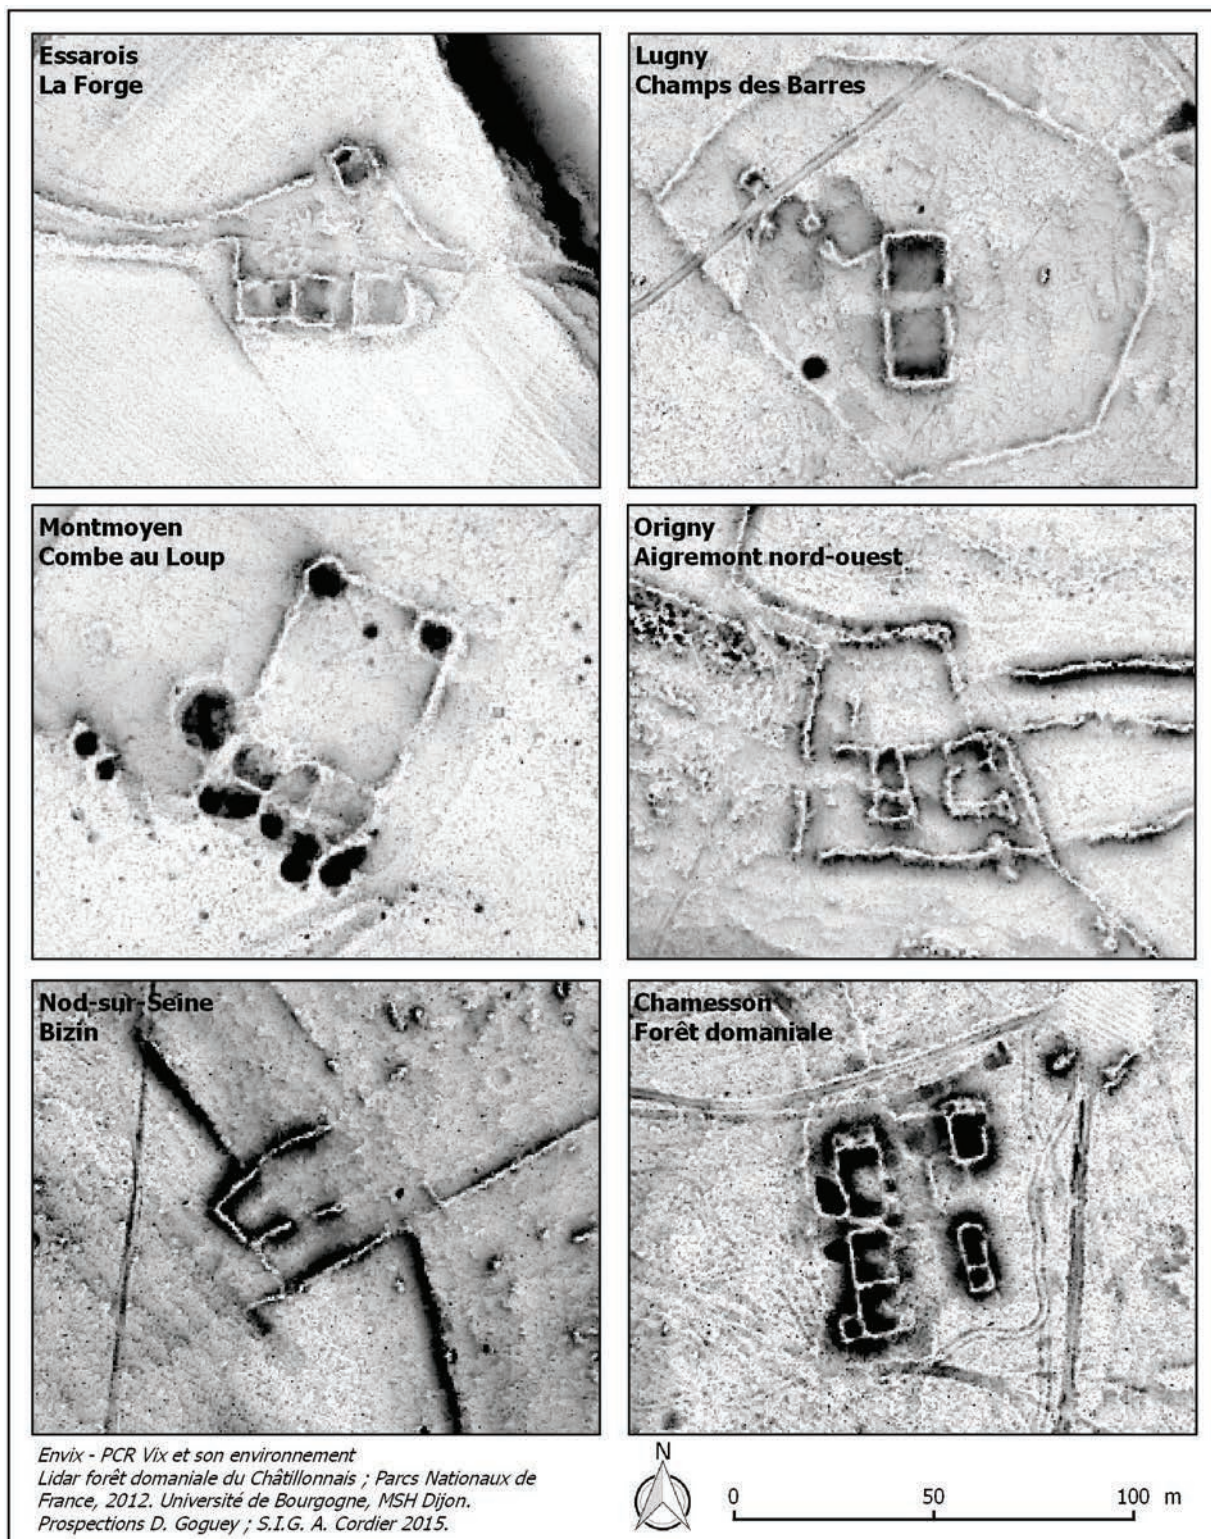 Essarois
La Forge
Lugny
Champs des Barres
Montmoyen
Combe au Loup
Origny
Aigremont nord-ouest
Nod-sur-Seine
Bizin
Chamesson
Forêt domaniale
Envix - PCR Vix et son environnement
Lidar forêt domaniale du Châtillonnais ; Parcs Nationaux de
France, 2012. Université de Bourgogne, MSH Dijon.
Prospections D. Goguey ; S.I.G. A. Cordier 2015.
N
0 50 100 m